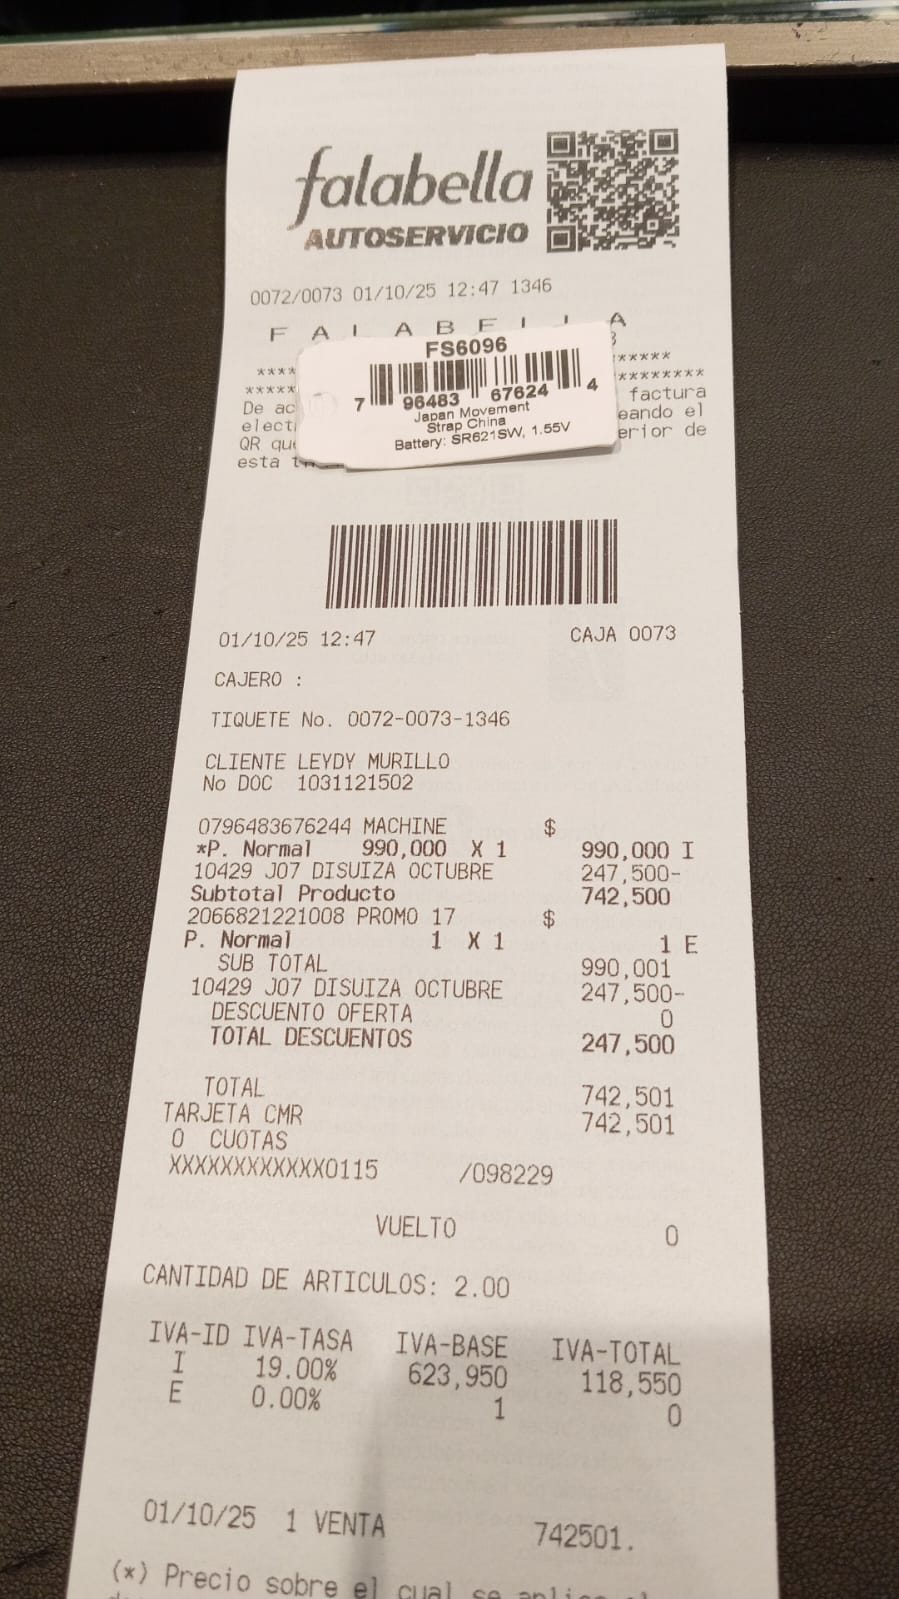 falabella
AUTOSERVICIO
0072/0073 01/10/25 12:47 1346
F A L A B E L L A
FS6096
7 96483 67624 4
Japan Movement
Strap China
Battery: SR621SW, 1.55V
**** *****
***** ********
De ac factura
elect eando el
QR qu erior de
esta
01/10/25 12:47 CAJA 0073
CAJERO :
TIQUETE No. 0072-0073-1346
CLIENTE LEYDY MURILLO
No DOC 1031121502
0796483676244 MACHINE $
*P. Normal 990,000 X 1 990,000 I
10429 J07 DISUIZA OCTUBRE 247,500-
Subtotal Producto 742,500
2066821221008 PROMO 17 $
P. Normal 1 X 1 1 E
SUB TOTAL 990,001
10429 J07 DISUIZA OCTUBRE 247,500-
DESCUENTO OFERTA 0
TOTAL DESCUENTOS 247,500
TOTAL 742,501
TARJETA CMR 742,501
0 CUOTAS
XXXXXXXXXXXX0115 /098229
VUELTO 0
CANTIDAD DE ARTICULOS: 2.00
IVA-ID IVA-TASA IVA-BASE IVA-TOTAL
I 19.00% 623,950 118,550
E 0.00% 1 0
01/10/25 1 VENTA 742501.
(*) Precio sobre el cual se aplica el